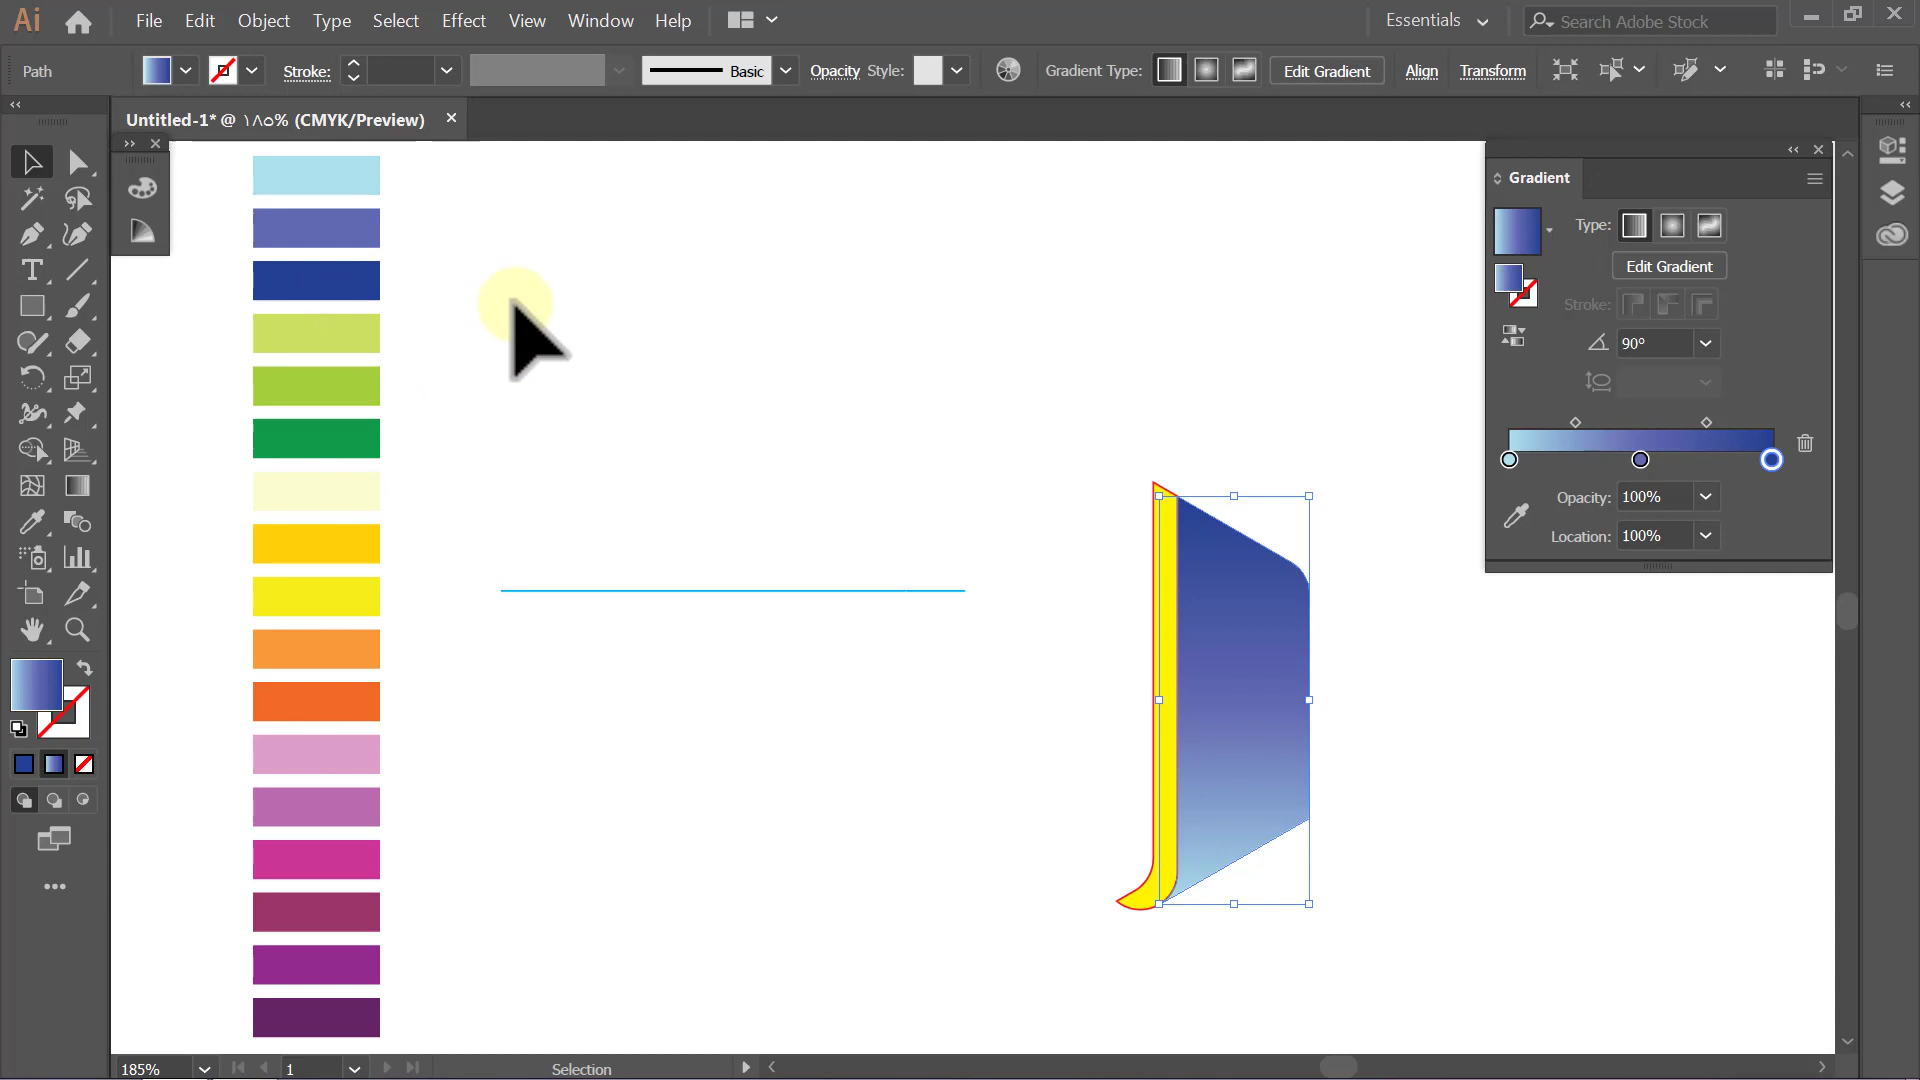 Ai File Edit Object Type Select Effect View Window Help Essentials Search Adobe Stock
Path Stroke: Basic Opacity Style: Gradient Type: Edit Gradient Align Transform
Untitled-1* @ ١٨٥% (CMYK/Preview)
Gradient
Type:
Edit Gradient
Stroke:
90°
Opacity: 100%
Location: 100%
185% 1 Selection